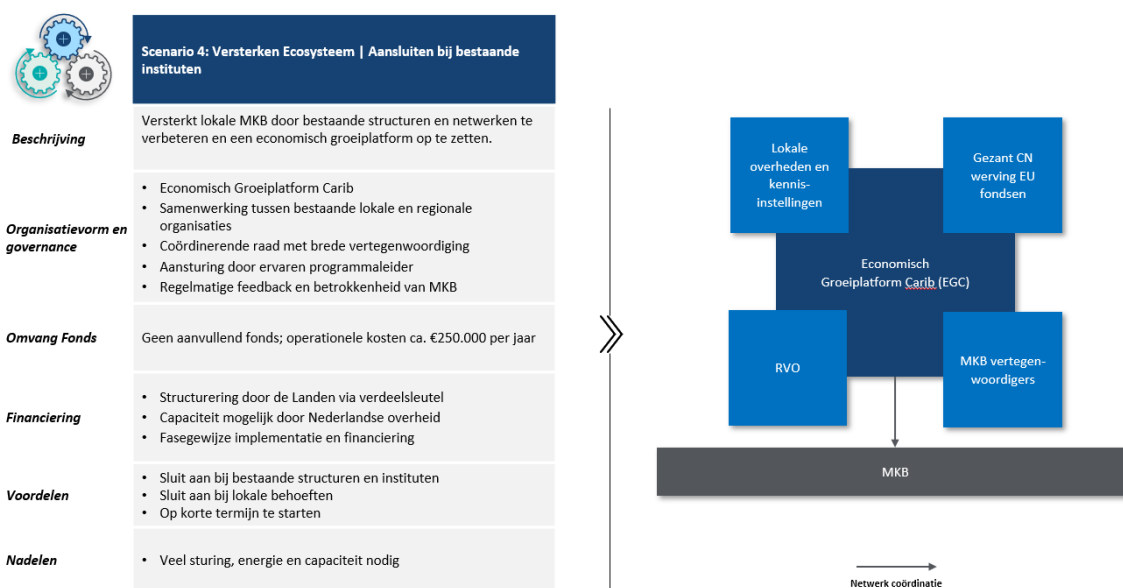 Scenario 4: Versterken Ecosysteem | Aansluiten bij bestaande
instituten
Beschrijving
Versterkt lokale MKB door bestaande structuren en netwerken te
verbeteren en een economisch groeiplatform op te zetten.
Organisatievorm en
governance
• Economisch Groeiplatform Carib
• Samenwerking tussen bestaande lokale en regionale
organisaties
• Coördinerende raad met brede vertegenwoordiging
• Aansturing door ervaren programmaleider
• Regelmatige feedback en betrokkenheid van MKB
Omvang Fonds
Geen aanvullend fonds; operationele kosten ca. €250.000 per jaar
Financiering
• Structurering door de Landen via verdeelsleutel
• Capaciteit mogelijk door Nederlandse overheid
• Fasegewijze implementatie en financiering
Voordelen
• Sluit aan bij bestaande structuren en instituten
• Sluit aan bij lokale behoeften
• Op korte termijn te starten
Nadelen
• Veel sturing, energie en capaciteit nodig
Lokale
overheden en
kennis-
instellingen
Gezant CN
werving EU
fondsen
Economisch
Groeiplatform Carib (EGC)
RVO
MKB vertegen-
woordigers
MKB
Netwerk coördinatie